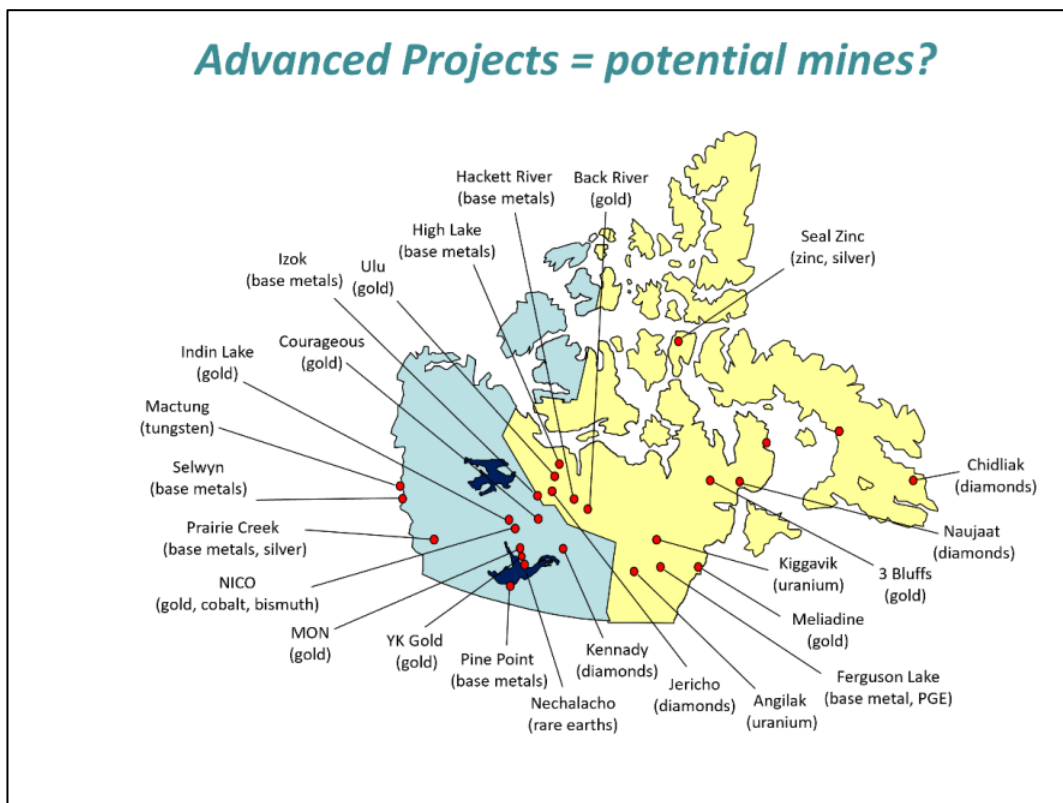 Advanced Projects = potential mines?
Hackett River
(base metals)
Back River
(gold)
High Lake
(base metals)
Seal Zinc
(zinc, silver)
Izok
(base metals)
Ulu
(gold)
Courageous
(gold)
Indin Lake
(gold)
Mactung
(tungsten)
Selwyn
(base metals)
Chidliak
(diamonds)
Prairie Creek
(base metals, silver)
Naujaat
(diamonds)
NICO
(gold, cobalt, bismuth)
Kiggavik
(uranium)
3 Bluffs
(gold)
MON
(gold)
YK Gold
(gold)
Pine Point
(base metals)
Kennady
(diamonds)
Meliadine
(gold)
Nechalacho
(rare earths)
Jericho
(diamonds)
Angilak
(uranium)
Ferguson Lake
(base metal, PGE)